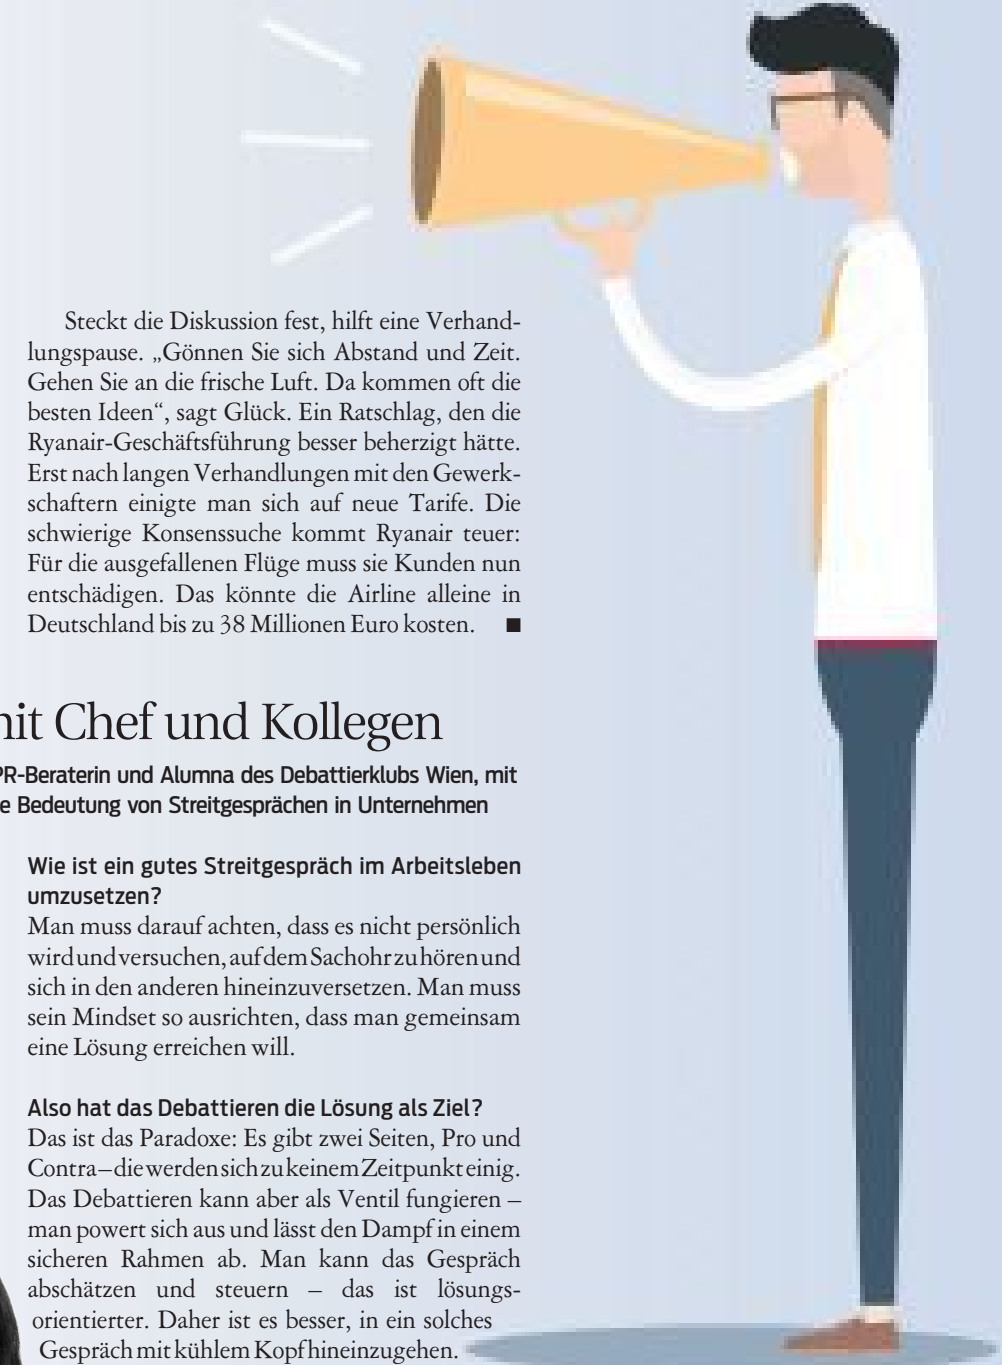 Steckt die Diskussion fest, hilft eine Verhand-
lungspause. „Gönnen Sie sich Abstand und Zeit.
Gehen Sie an die frische Luft. Da kommen oft die
besten Ideen“, sagt Glück. Ein Ratschlag, den die
Ryanair-Geschäftsführung besser beherzigt hätte.
Erst nach langen Verhandlungen mit den Gewerk-
schaftern einigte man sich auf neue Tarife. Die
schwierige Konsenssuche kommt Ryanair teuer:
Für die ausgefallenen Flüge muss sie Kunden nun
entschädigen. Das könnte die Airline alleine in
Deutschland bis zu 38 Millionen Euro kosten. ■
Chef und Kollegen
PR-Beraterin und Alumna des Debattierklubs Wien, mit
Bedeutung von Streitgesprächen in Unternehmen
Wie ist ein gutes Streitgespräch im Arbeitsleben
umzusetzen?
Man muss darauf achten, dass es nicht persönlich
wird und versuchen, auf dem Sachohr zu hören und
sich in den anderen hineinzuversetzen. Man muss
sein Mindset so ausrichten, dass man gemeinsam
eine Lösung erreichen will.
Also hat das Debattieren die Lösung als Ziel?
Das ist das Paradoxe: Es gibt zwei Seiten, Pro und
Contra – die werden sich zu keinem Zeitpunkt einig.
Das Debattieren kann aber als Ventil fungieren –
man powert sich aus und lässt den Dampf in einem
sicheren Rahmen ab. Man kann das Gespräch
abschätzen und steuern – das ist lösungs-
orientierter. Daher ist es besser, in ein solches
Gespräch mit kühlem Kopf hineinzugehen.